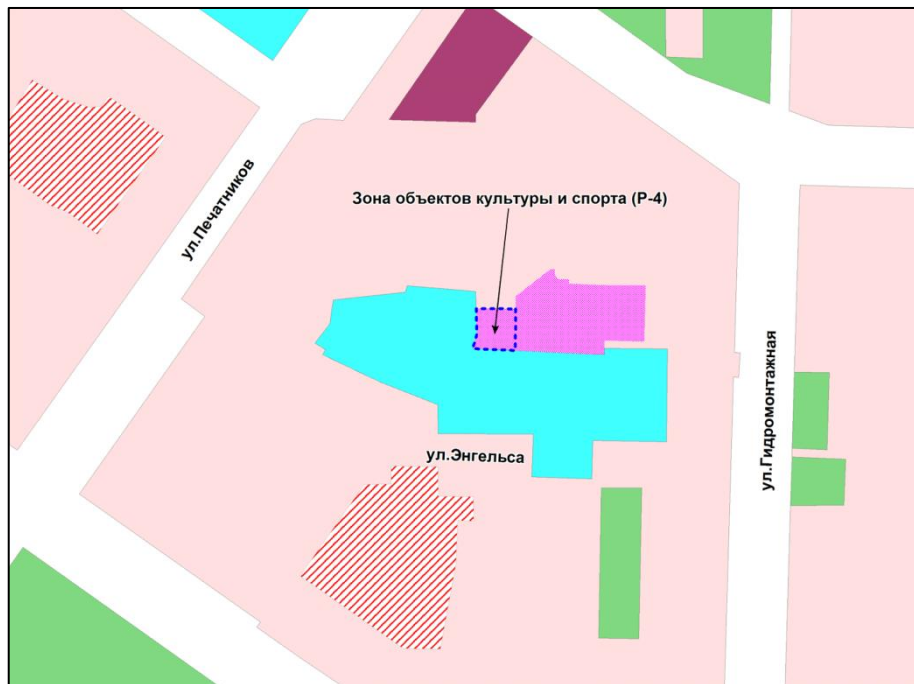 ул.Печатников
Зона объектов культуры и спорта (Р-4)
ул.Гидромонтажная
ул.Энгельса